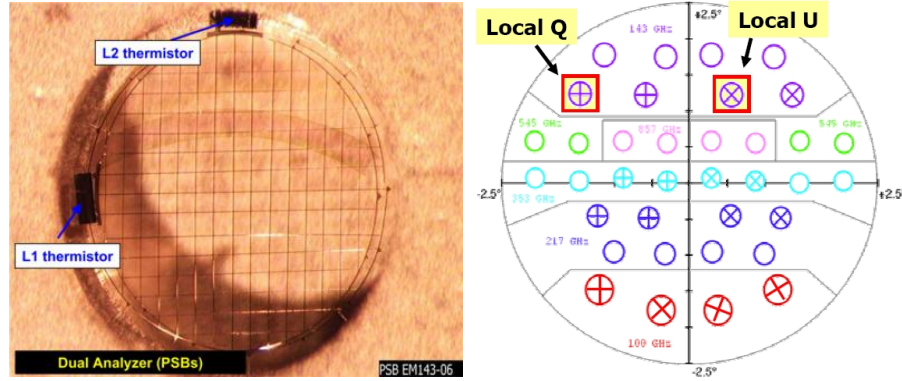 L2 thermistor
L1 thermistor
Dual Analyzer (PSBs)
PSB EM143-06
Local Q
Local U
+2.5°
143 GHz
545 GHz
857 GHz
545 GHz
-2.5°
+2.5°
353 GHz
217 GHz
100 GHz
-2.5°